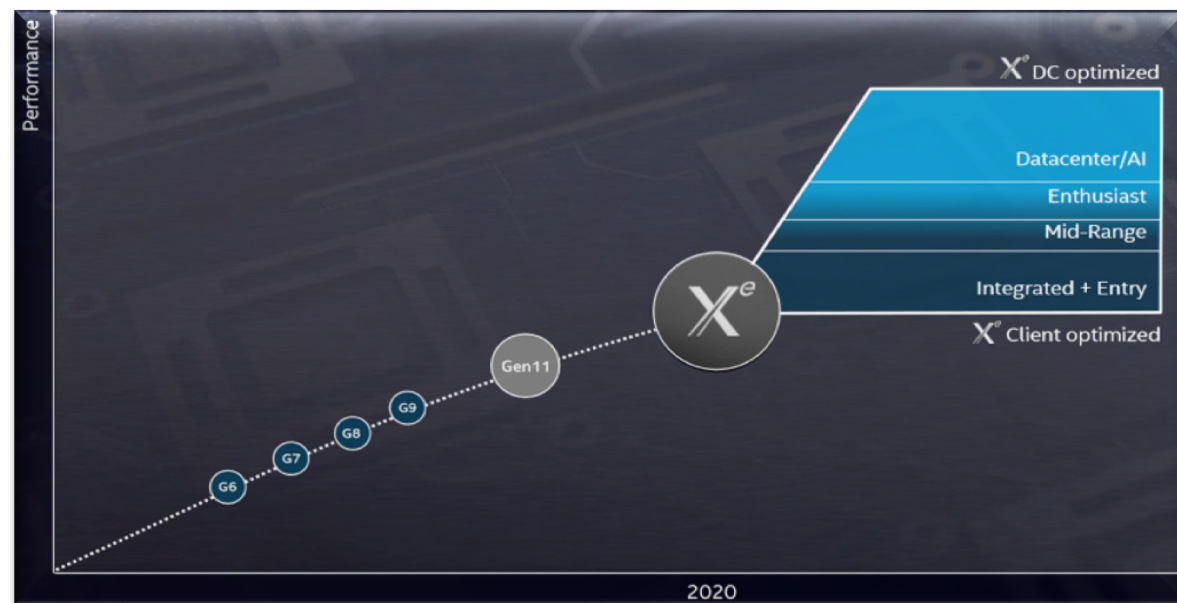 Performance
Xe DC optimized
Datacenter/AI
Enthusiast
Mid-Range
Integrated + Entry
Xe Client optimized
Xe
Gen11
G9
G8
G7
G6
2020